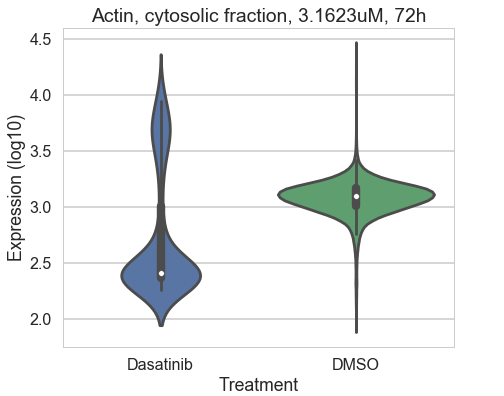 Actin, cytosolic fraction, 3.1623uM, 72h
Expression (log10)
4.5
4.0
3.5
3.0
2.5
2.0
Dasatinib DMSO
Treatment